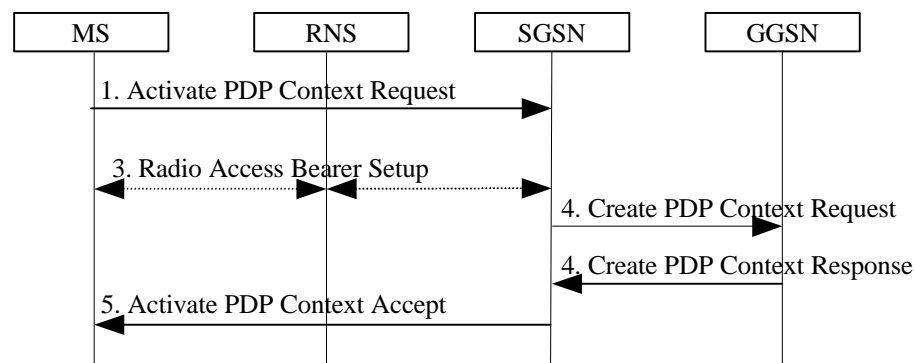 MS RNS SGSN GGSN
1. Activate PDP Context Request
3. Radio Access Bearer Setup
4. Create PDP Context Request
4. Create PDP Context Response
5. Activate PDP Context Accept